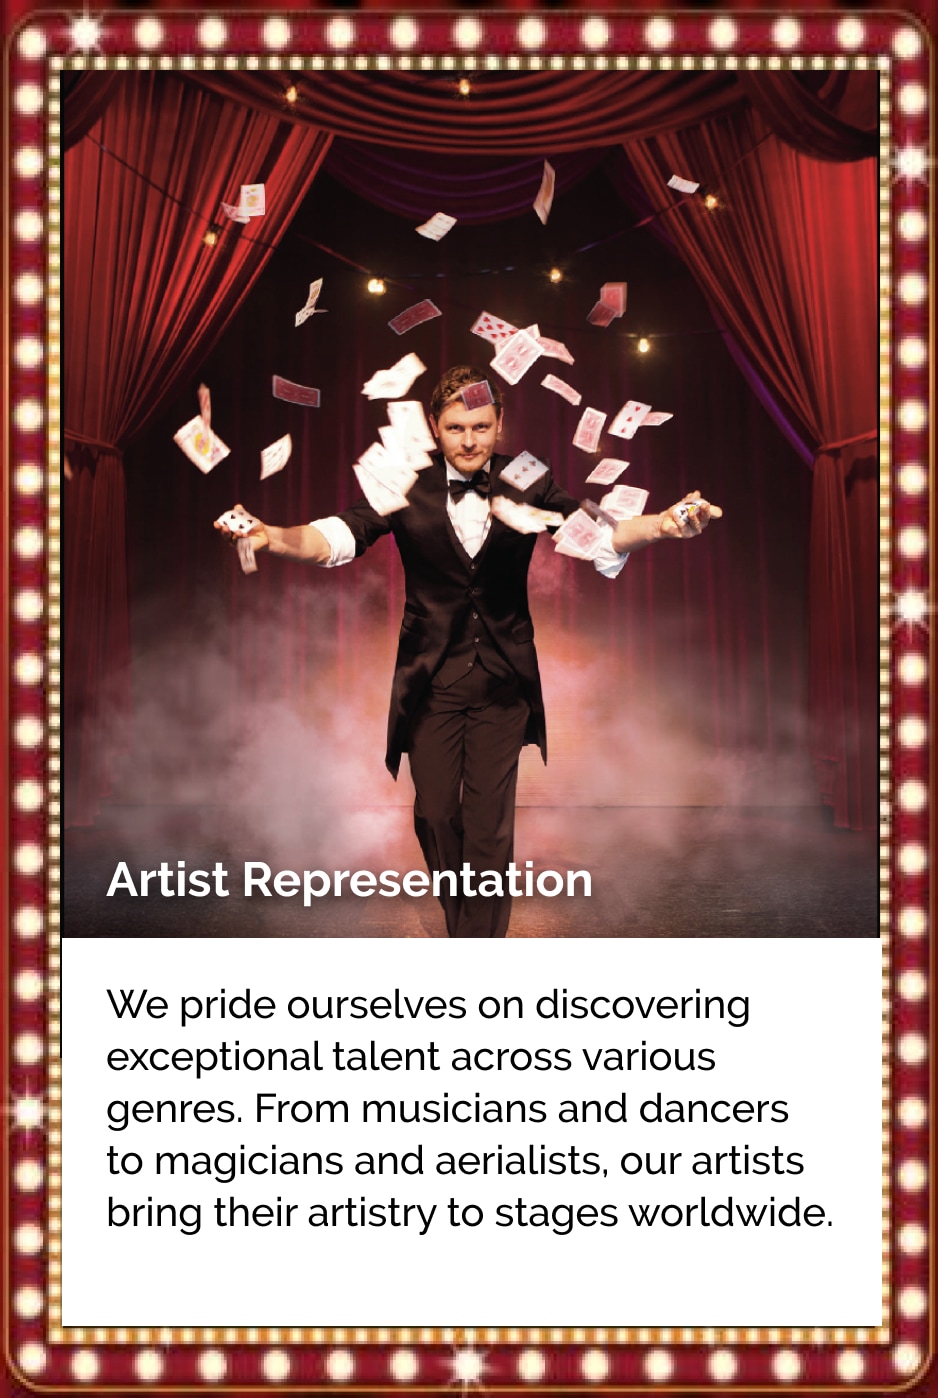 Artist Representation
We pride ourselves on discovering
exceptional talent across various
genres. From musicians and dancers
to magicians and aerialists, our artists
bring their artistry to stages worldwide.